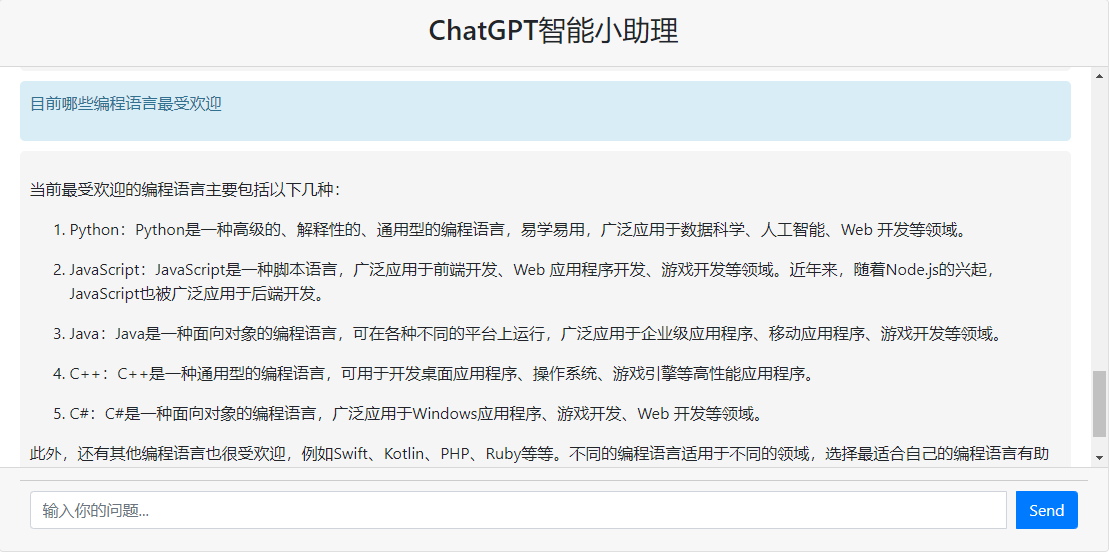 ChatGPT智能小助理
目前哪些编程语言最受欢迎
当前最受欢迎的编程语言主要包括以下几种：
1. Python：Python是一种高级的、解释性的、通用型的编程语言，易学易用，广泛应用于数据科学、人工智能、Web 开发等领域。
2. JavaScript：JavaScript是一种脚本语言，广泛应用于前端开发、Web 应用程序开发、游戏开发等领域。近年来，随着Node.js的兴起，
JavaScript也被广泛应用于后端开发。
3. Java：Java是一种面向对象的编程语言，可在各种不同的平台上运行，广泛应用于企业级应用程序、移动应用程序、游戏开发等领域。
4. C++：C++是一种通用型的编程语言，可用于开发桌面应用程序、操作系统、游戏引擎等高性能应用程序。
5. C#：C#是一种面向对象的编程语言，广泛应用于Windows应用程序、游戏开发、Web 开发等领域。
此外，还有其他编程语言也很受欢迎，例如Swift、Kotlin、PHP、Ruby等等。不同的编程语言适用于不同的领域，选择最适合自己的编程语言有助
输入你的问题...
Send